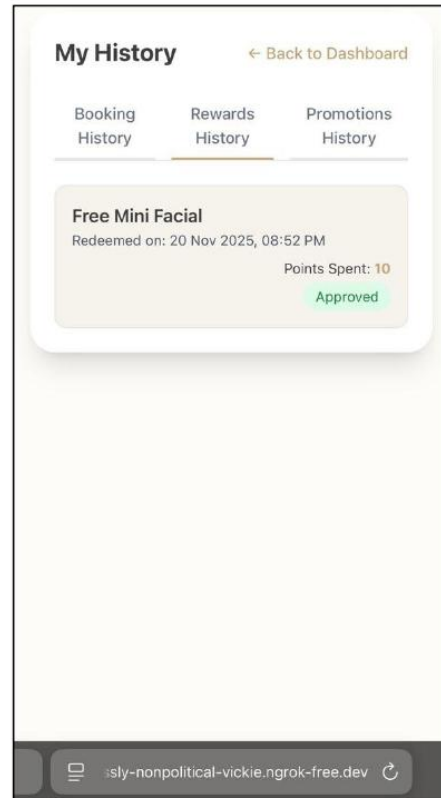 My History
← Back to Dashboard
Booking History
Rewards History
Promotions History
Free Mini Facial
Redeemed on: 20 Nov 2025, 08:52 PM
Points Spent: 10
Approved
sly-nonpolitical-vickie.ngrok-free.dev